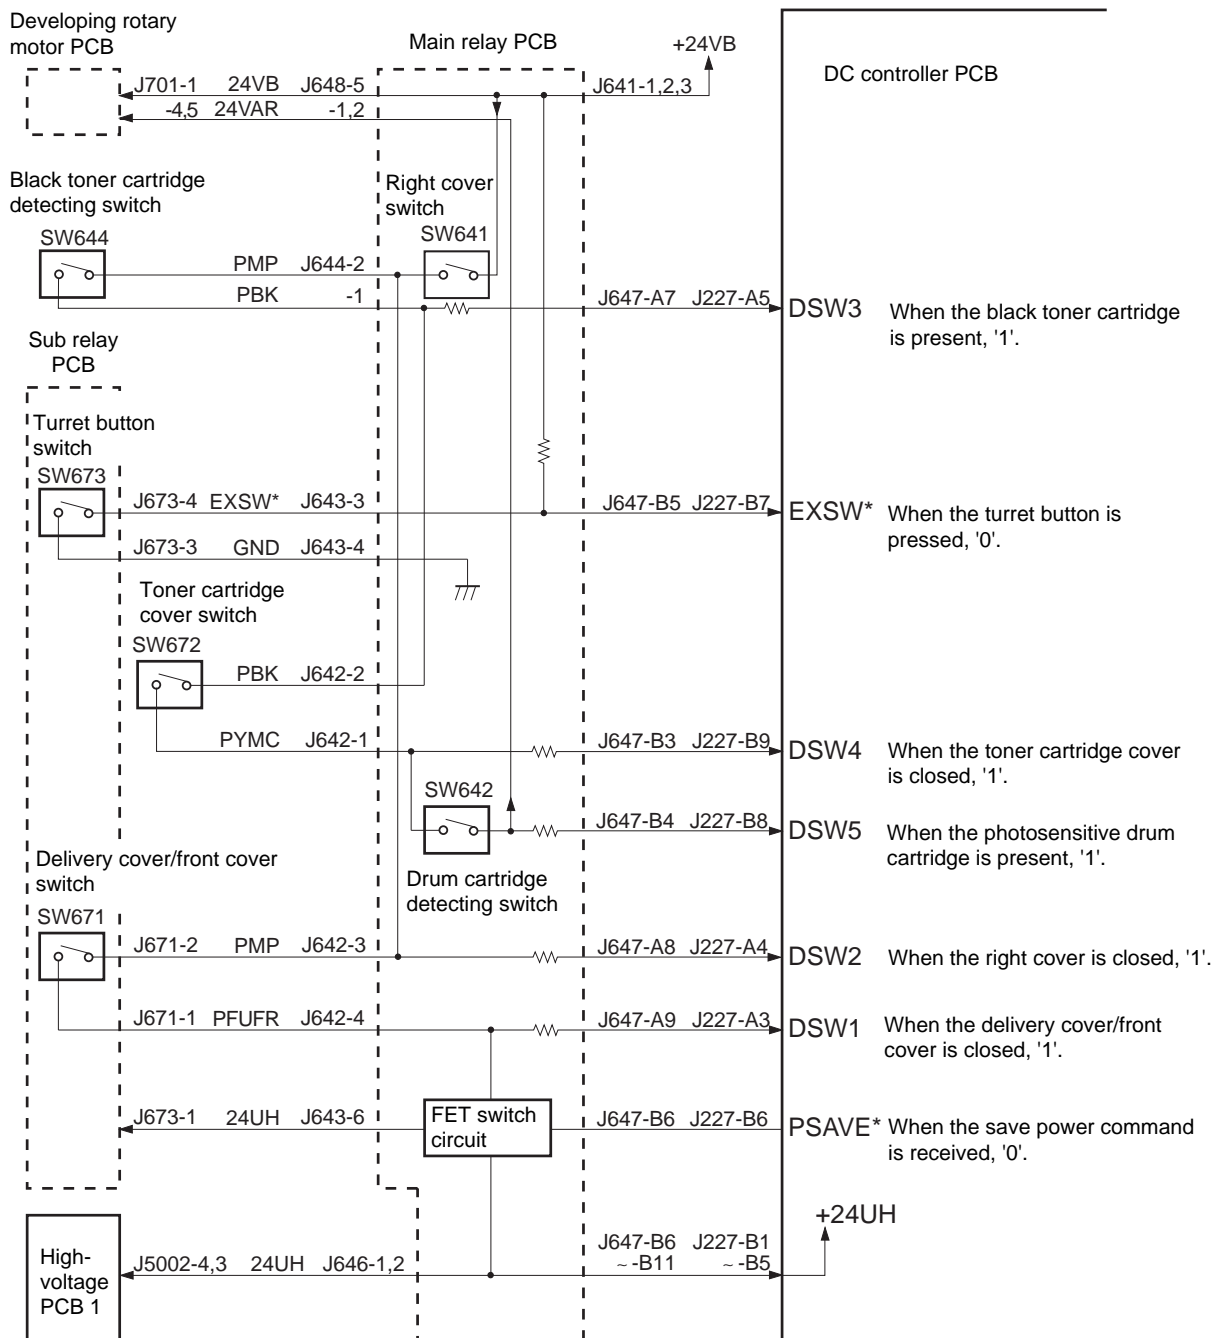 Developing rotary
motor PCB
Main relay PCB
+24VB
DC controller PCB
J701-1 24VB J648-5
J641-1,2,3
-4,5 24VAR -1,2
Black toner cartridge
detecting switch
Right cover
switch
SW644
SW641
PMP J644-2
PBK -1
J647-A7 J227-A5
DSW3
When the black toner cartridge
is present, '1'.
Sub relay
PCB
Turret button
switch
SW673
J673-4 EXSW* J643-3
J647-B5 J227-B7
EXSW*
When the turret button is
pressed, '0'.
J673-3 GND J643-4
Toner cartridge
cover switch
SW672
PBK J642-2
PYMC J642-1
J647-B3 J227-B9
DSW4
When the toner cartridge cover
is closed, '1'.
SW642
J647-B4 J227-B8
DSW5
When the photosensitive drum
cartridge is present, '1'.
Delivery cover/front cover
switch
Drum cartridge
detecting switch
SW671
J671-2 PMP J642-3
J647-A8 J227-A4
DSW2
When the right cover is closed, '1'.
J671-1 PFUFR J642-4
J647-A9 J227-A3
DSW1
When the delivery cover/front
cover is closed, '1'.
J673-1 24UH J643-6
FET switch
circuit
J647-B6 J227-B6
PSAVE*
When the save power command
is received, '0'.
+24UH
High-
voltage
PCB 1
J5002-4,3 24UH J646-1,2
J647-B6 J227-B1
~ -B11 ~ -B5